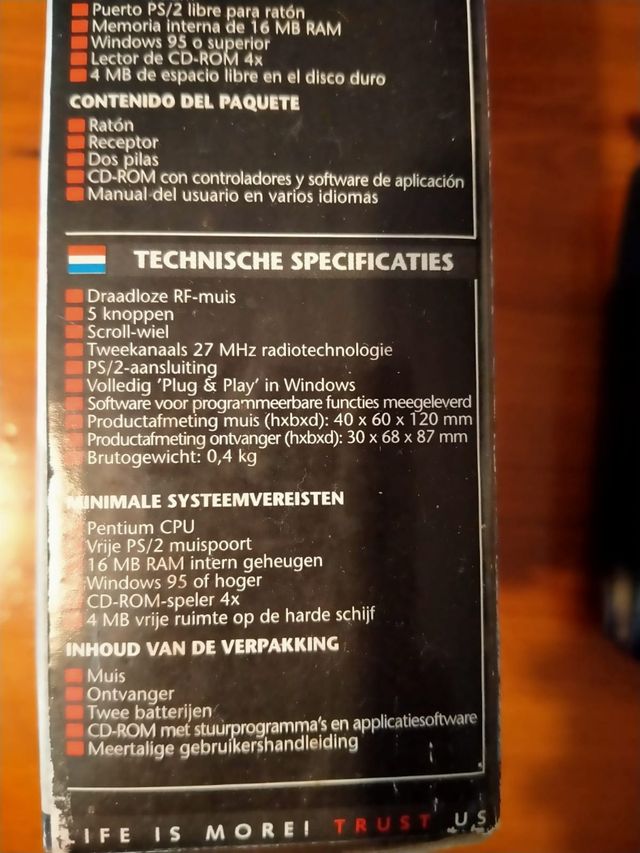 Puerto PS/2 libre para ratón
Memoria interna de 16 MB RAM
Windows 95 o superior
Lector de CD-ROM 4x
4 MB de espacio libre en el disco duro
CONTENIDO DEL PAQUETE
Ratón
Receptor
Dos pilas
CD-ROM con controladores y software de aplicación
Manual del usuario en varios idiomas
TECHNISCHE SPECIFICATIES
Draadloze RF-muis
5 knoppen
Scroll-wiel
Tweekanaals 27 MHz radiotechnologie
PS/2-aansluiting
Volledig 'Plug & Play' in Windows
Software voor programmeerbare functies meegeleverd
Productafmeting muis (hxbxd): 40 x 60 x 120 mm
Productafmeting ontvanger (hxbxd): 30 x 68 x 87 mm
Brutogewicht: 0,4 kg
MINIMALE SYSTEEMVEREISTEN
Pentium CPU
Vrije PS/2 muispoort
16 MB RAM intern geheugen
Windows 95 of hoger
CD-ROM-speler 4x
4 MB vrije ruimte op de harde schijf
INHOUD VAN DE VERPAKKING
Muis
Ontvanger
Twee batterijen
CD-ROM met stuurprogramma's en applicatiesoftware
Meertalige gebruikershandleiding
LIFE IS MORE! TRUST US